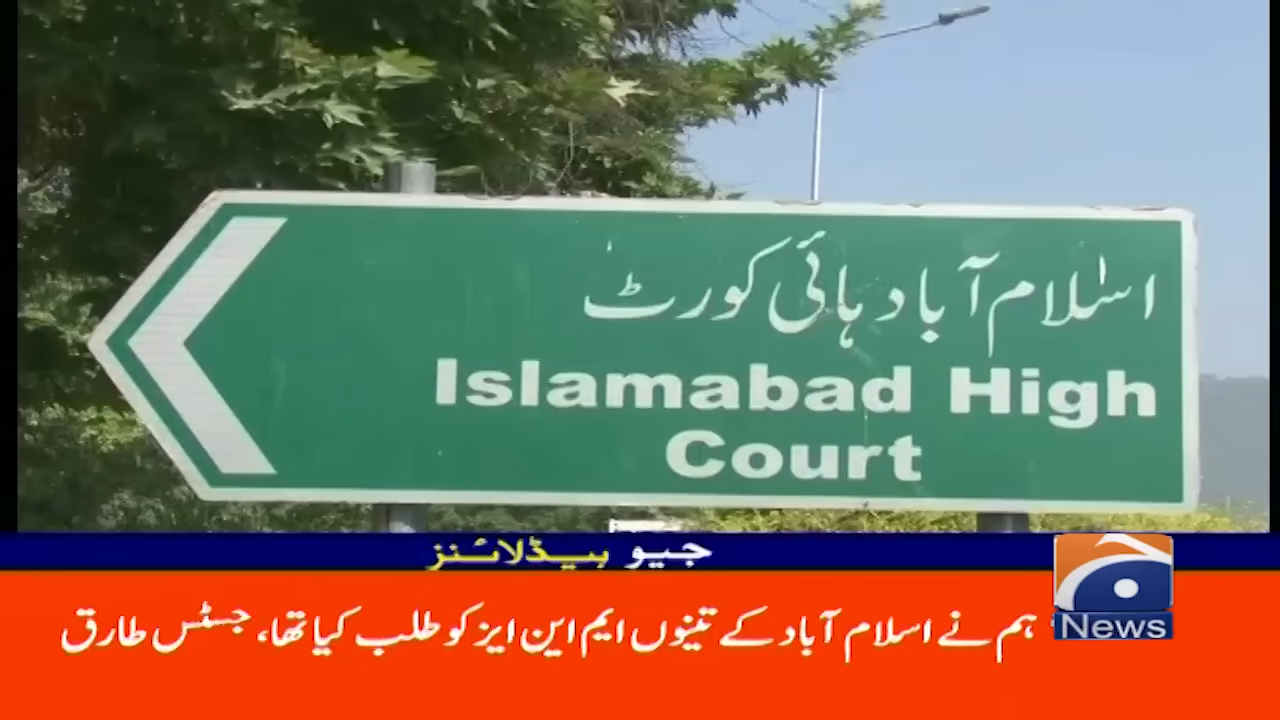 اسلام آباد ہائی کورٹ
Islamabad High
Court
جیو ہیڈلائنز
ہم نے اسلام آباد کے تینوں ایم این ایز کو طلب کیا تھا، جسٹس طارق
News